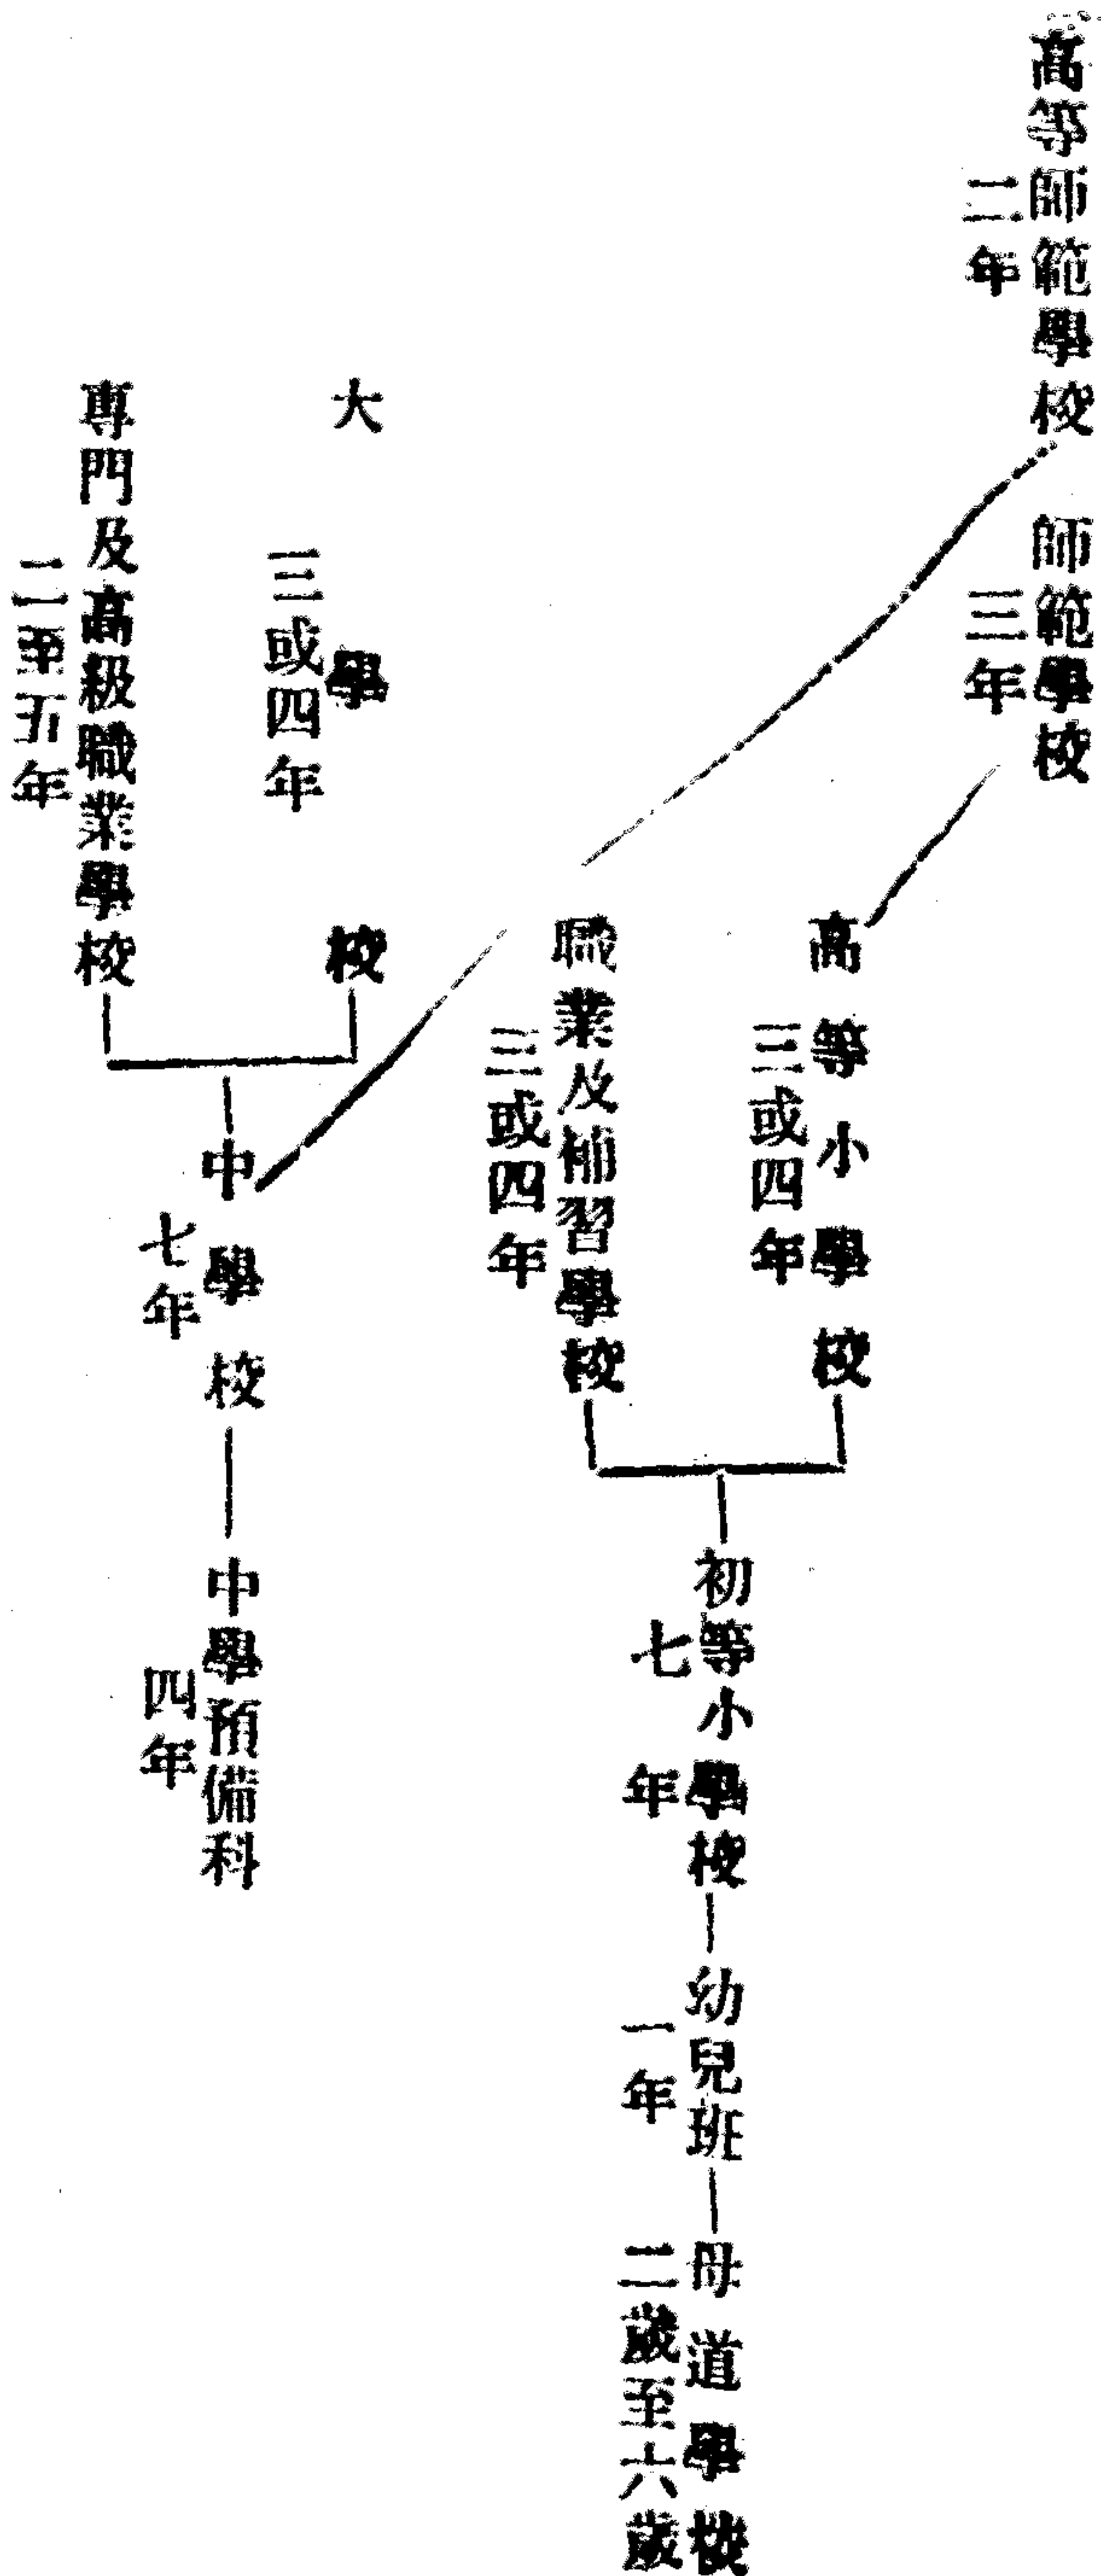 高等師範學校
二年
師範學校
三年
高等小學校
三或四年
職業及補習學校
三或四年
初等小學校
七年
幼兒班
一年
母道學校
二歲至六歲
大學校
三或四年
專門及高級職業學校
二至五年
中學校
七年
中學預備科
四年